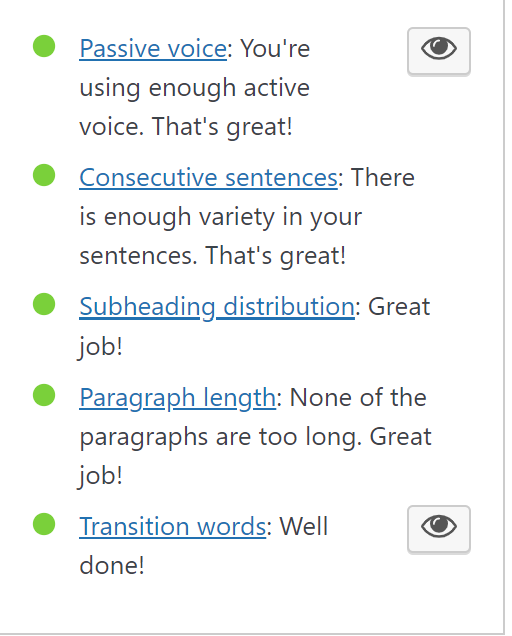 Passive voice: You're
using enough active
voice. That's great!
Consecutive sentences: There
is enough variety in your
sentences. That's great!
Subheading distribution: Great
job!
Paragraph length: None of the
paragraphs are too long. Great
job!
Transition words: Well
done!